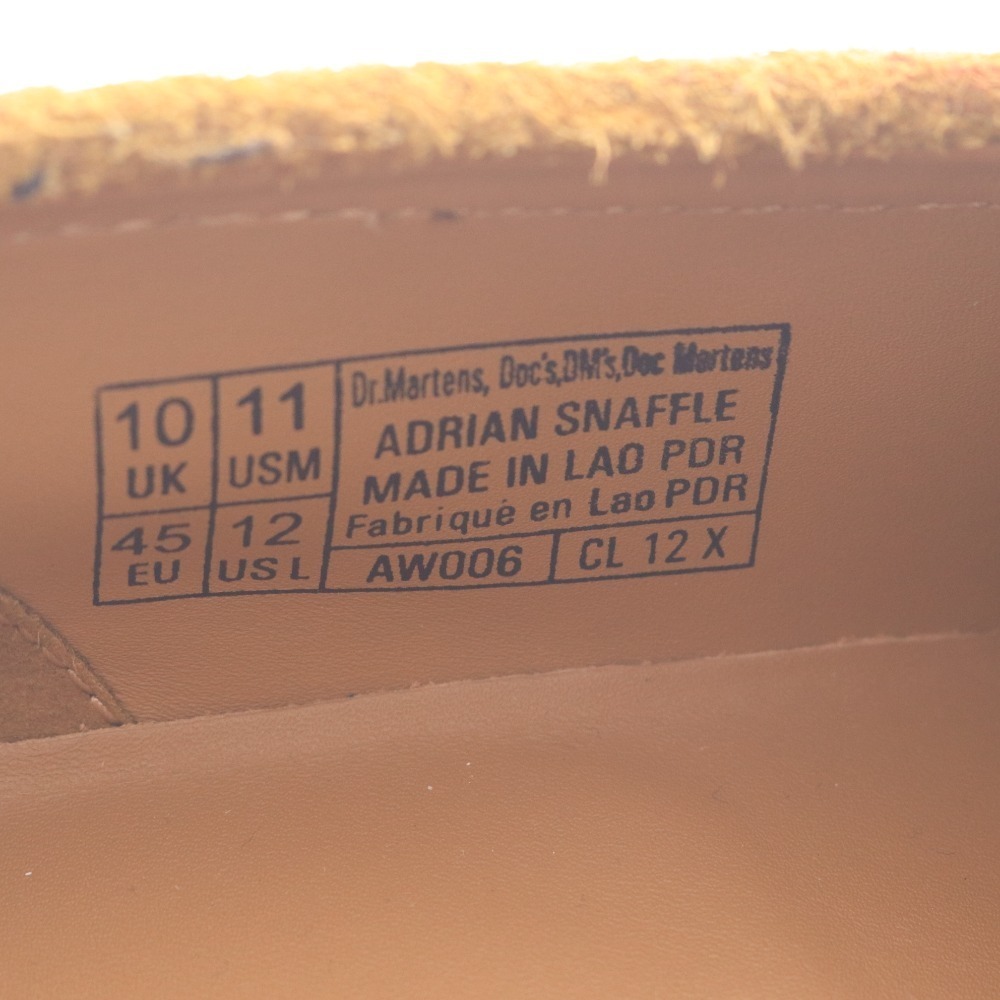 10 UK
11 USM
45 EU
12 US L
Dr.Martens, Doc's,DM's,Doc Martens
ADRIAN SNAFFLE
MADE IN LAO PDR
Fabriqué en Lao PDR
AW006
CL 12 X